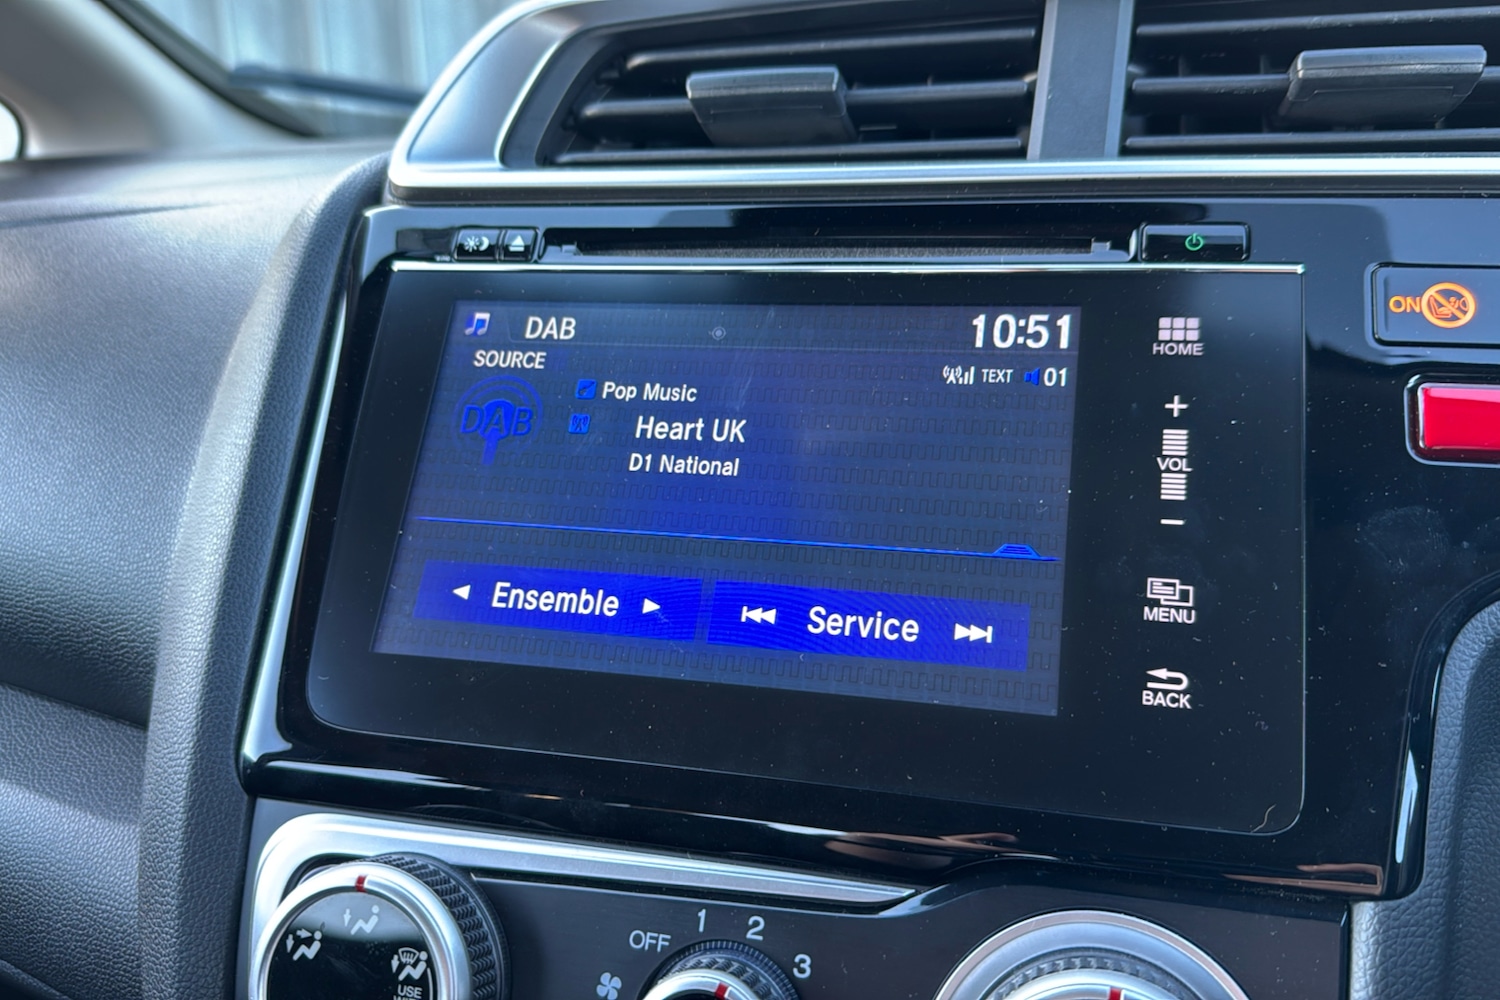 DAB
10:51
SOURCE
TEXT 01
DAB
Pop Music
Heart UK
D1 National
Ensemble
Service
HOME
+
VOL
−
MENU
BACK
ON
OFF
1
2
3
USE